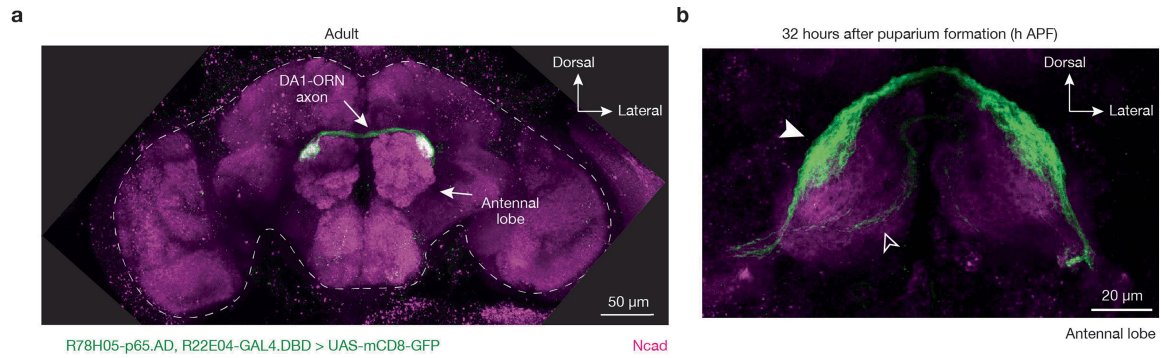 a
Adult
DA1-ORN
axon
Dorsal
Lateral
Antennal
lobe
50 μm
R78H05-p65.AD, R22E04-GAL4.DBD > UAS-mCD8-GFP
Ncad
b
32 hours after puparium formation (h APF)
Dorsal
Lateral
20 μm
Antennal lobe